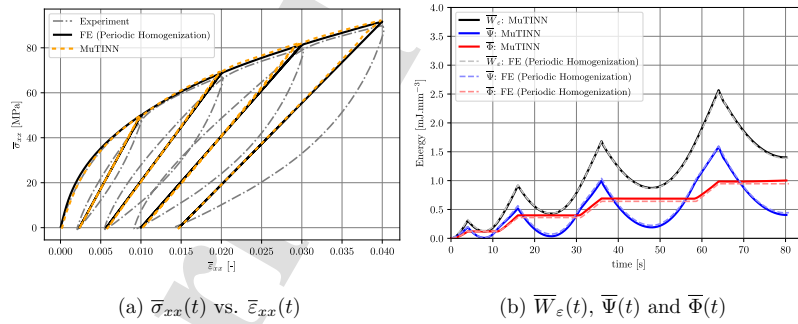 Experiment
FE (Periodic Homogenization)
MuTINN
σ̅xx [MPa]
80
60
40
20
0
0.000 0.005 0.010 0.015 0.020 0.025 0.030 0.035 0.040
ε̅xx [-]
(a) σ̅xx(t) vs. ε̅xx(t)
W̅ε: MuTINN
Ψ̅: MuTINN
Φ̅: MuTINN
W̅ε: FE (Periodic Homogenization)
Ψ̅: FE (Periodic Homogenization)
Φ̅: FE (Periodic Homogenization)
Energy [mJ.mm⁻³]
4.0
3.5
3.0
2.5
2.0
1.5
1.0
0.5
0.0
0 10 20 30 40 50 60 70 80
time [s]
(b) W̅ε(t), Ψ̅(t) and Φ̅(t)